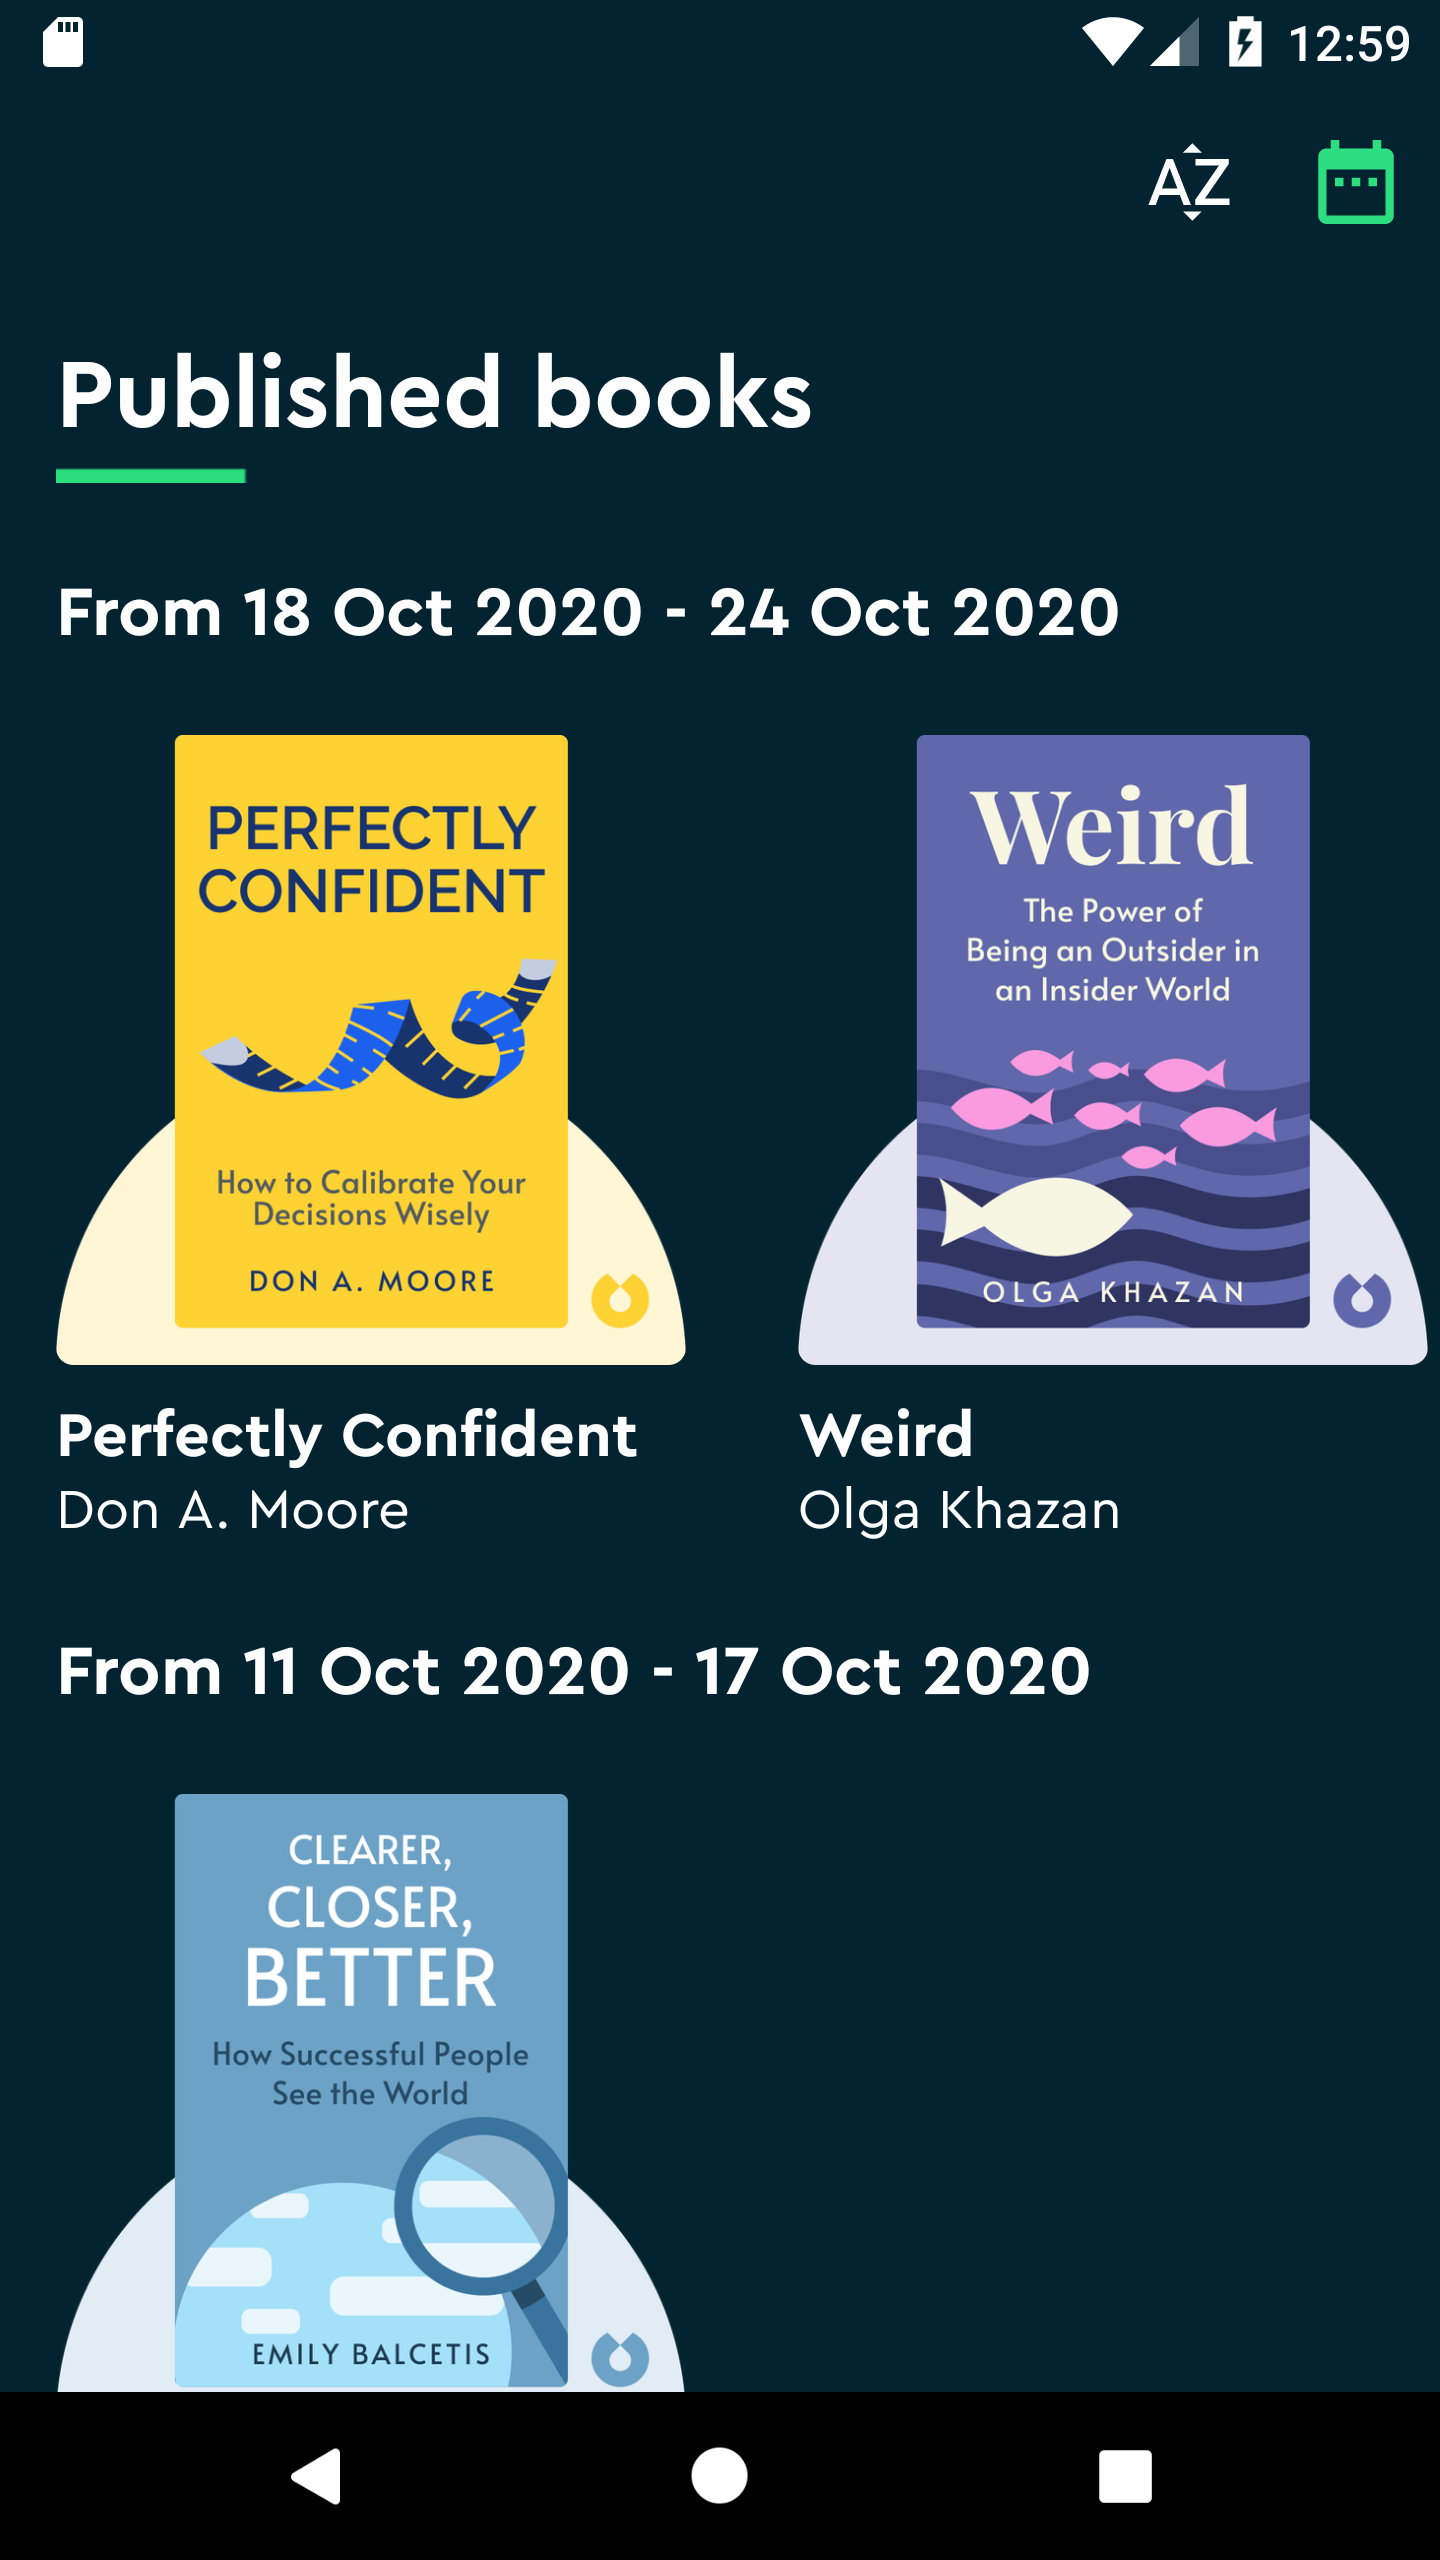 12:59
AZ
Published books
From 18 Oct 2020 - 24 Oct 2020
PERFECTLY
CONFIDENT
How to Calibrate Your
Decisions Wisely
DON A. MOORE
Weird
The Power of
Being an Outsider in
an Insider World
OLGA KHAZAN
Perfectly Confident
Don A. Moore
Weird
Olga Khazan
From 11 Oct 2020 - 17 Oct 2020
CLEARER,
CLOSER,
BETTER
How Successful People
See the World
EMILY BALCETIS